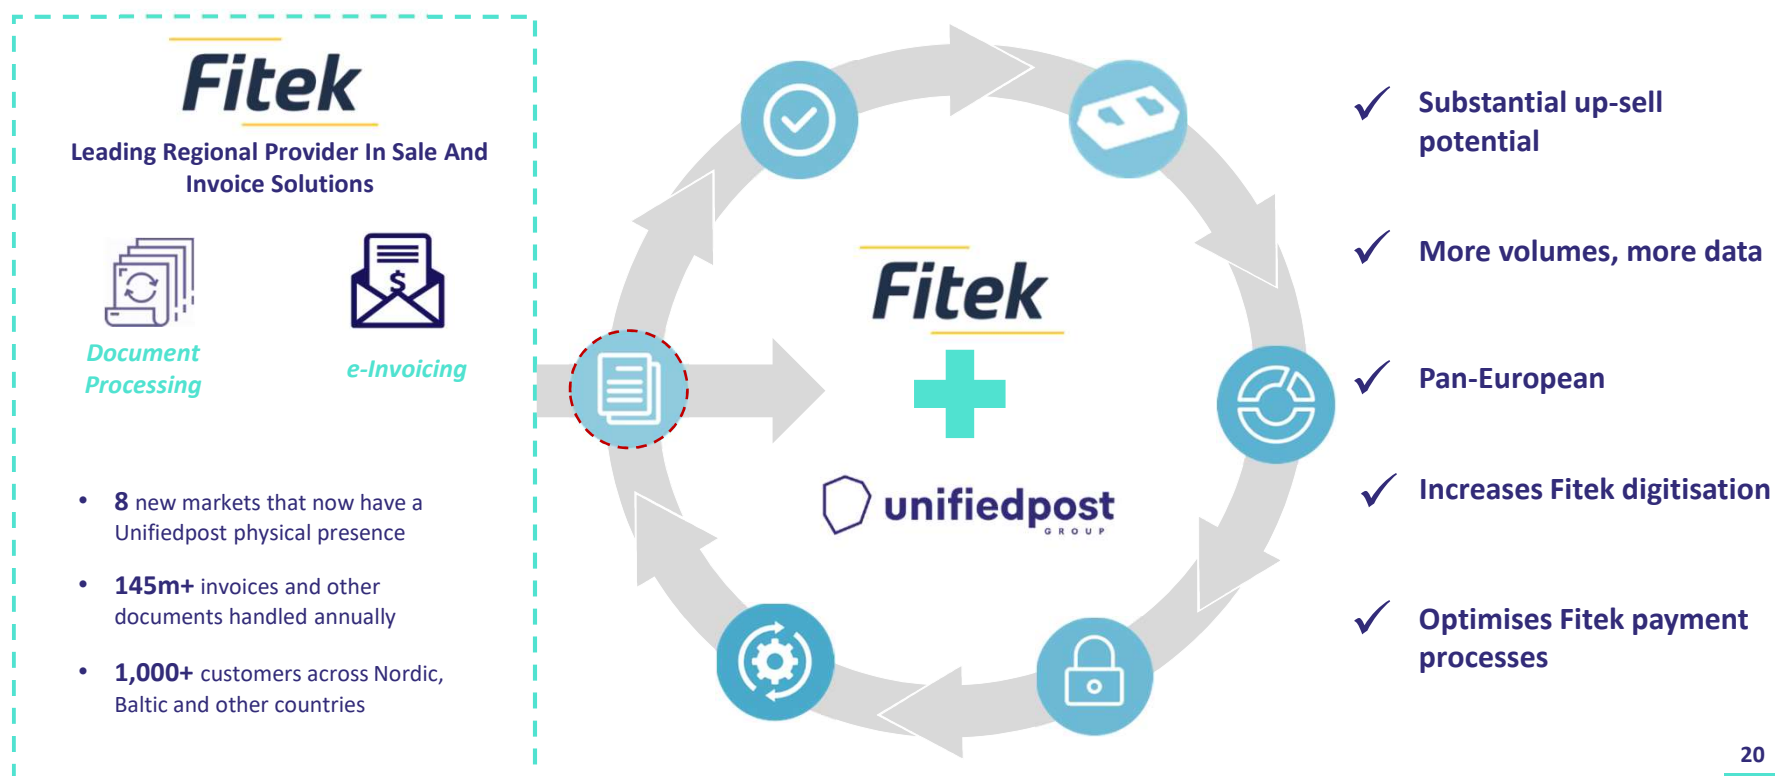 Fitek
Leading Regional Provider In Sale And
Invoice Solutions
$
Document
Processing
e-Invoicing
• 8 new markets that now have a
Unifiedpost physical presence
• 145m+ invoices and other
documents handled annually
• 1,000+ customers across Nordic,
Baltic and other countries
Fitek
unifiedpost
GROUP
✓ Substantial up-sell
potential
✓ More volumes, more data
✓ Pan-European
✓ Increases Fitek digitisation
✓ Optimises Fitek payment
processes
20